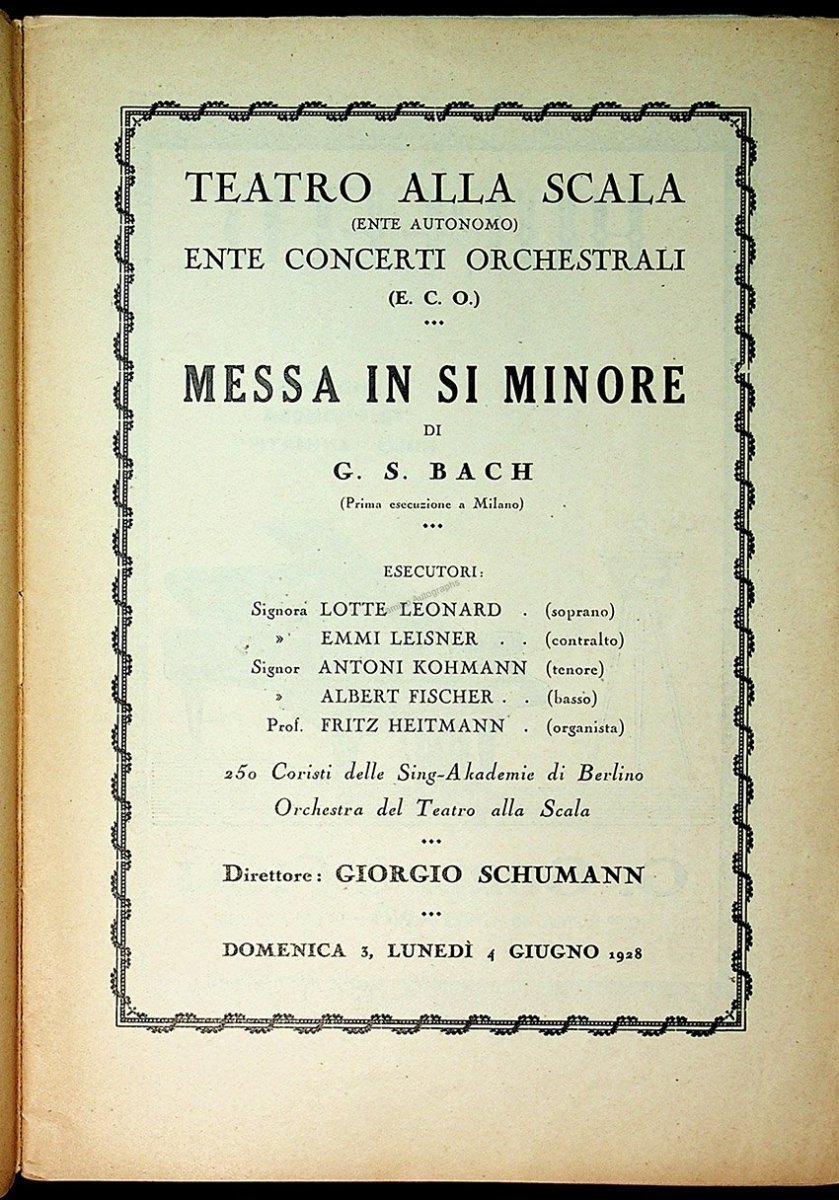 TEATRO ALLA SCALA
(ENTE AUTONOMO)
ENTE CONCERTI ORCHESTRALI
(E. C. O.)
MESSA IN SI MINORE
DI
G. S. BACH
(Prima esecuzione a Milano)
ESECUTORI:
Signora LOTTE LEONARD . (soprano)
» EMMI LEISNER . . (contralto)
Signor ANTONI KOHMANN (tenore)
» ALBERT FISCHER . . (basso)
Prof. FRITZ HEITMANN . (organista)
250 Coristi delle Sing-Akademie di Berlino
Orchestra del Teatro alla Scala
Direttore: GIORGIO SCHUMANN
DOMENICA 3, LUNEDÌ 4 GIUGNO 1928
Autographs